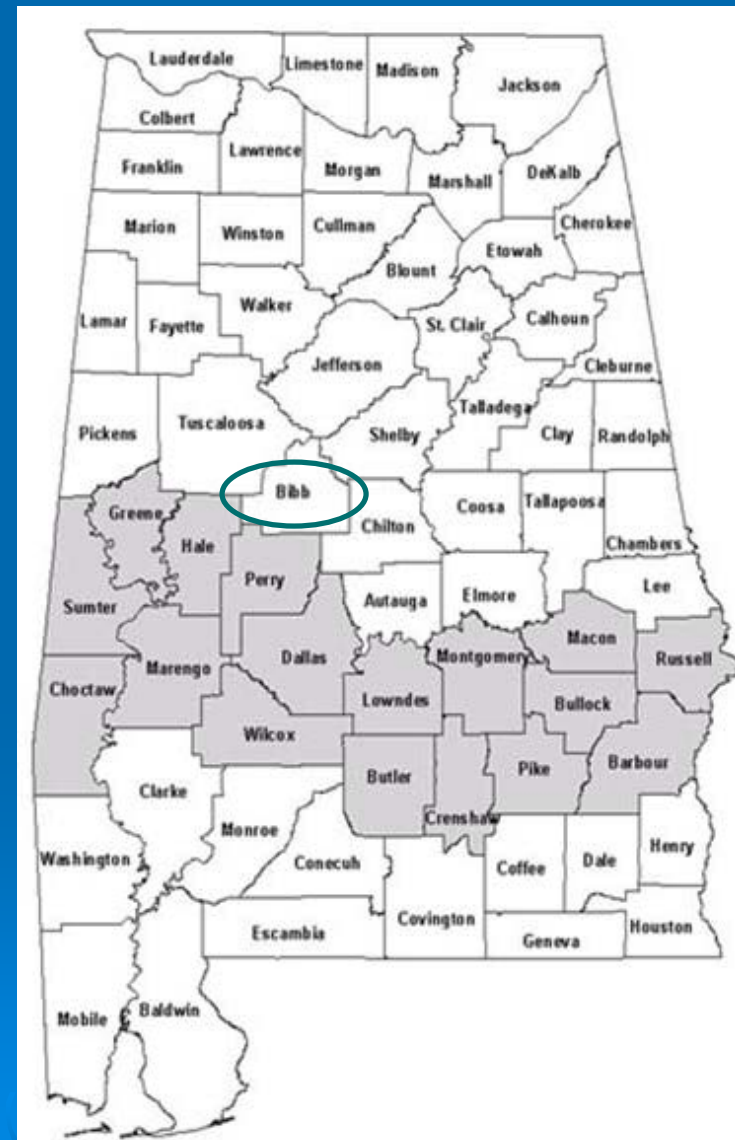 Lauderdale
Limestone
Madison
Jackson
Colbert
Franklin
Lawrence
Morgan
Marshall
DeKalb
Marion
Winston
Cullman
Blount
Etowah
Cherokee
Lamar
Fayette
Walker
Jefferson
St. Clair
Calhoun
Cleburne
Pickens
Tuscaloosa
Shelby
Talladega
Clay
Randolph
Greene
Hale
Bibb
Chilton
Coosa
Tallapoosa
Chambers
Sumter
Perry
Autauga
Elmore
Lee
Choctaw
Marengo
Dallas
Lowndes
Montgomery
Macon
Russell
Bullock
Wilcox
Butler
Crenshaw
Pike
Barbour
Clarke
Monroe
Conecuh
Washington
Coffee
Dale
Henry
Escambia
Covington
Geneva
Houston
Mobile
Baldwin